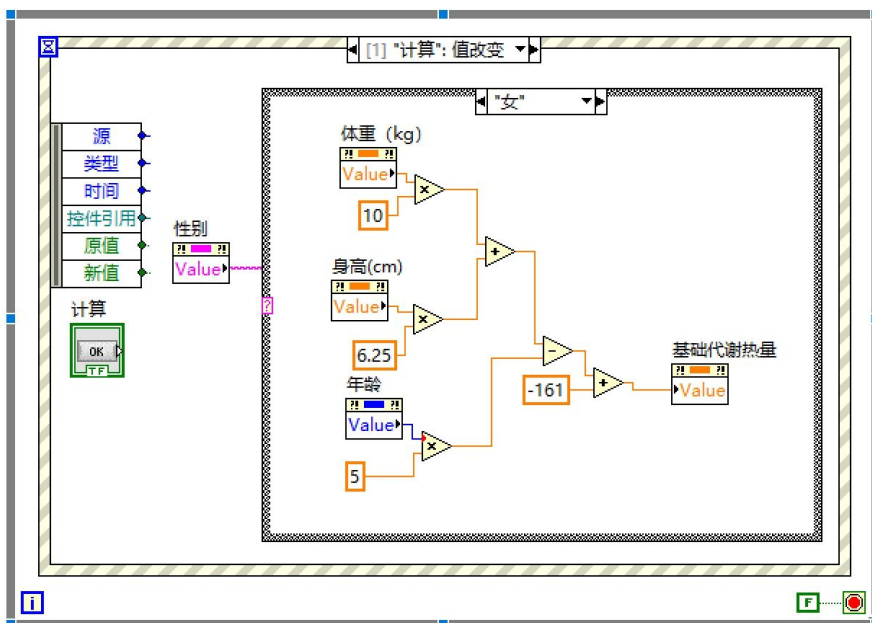 [1] "计算": 值改变
"女"
源
类型
时间
控件引用
原值
新值
性别
?! ?!
Value
?
计算
OK
TF
体重（kg）
?! ?!
Value
×
10
+
身高(cm)
?! ?!
Value
×
6.25
年龄
?! ?!
Value
×
5
-
-161
+
基础代谢热量
?! ?!
Value
i
F